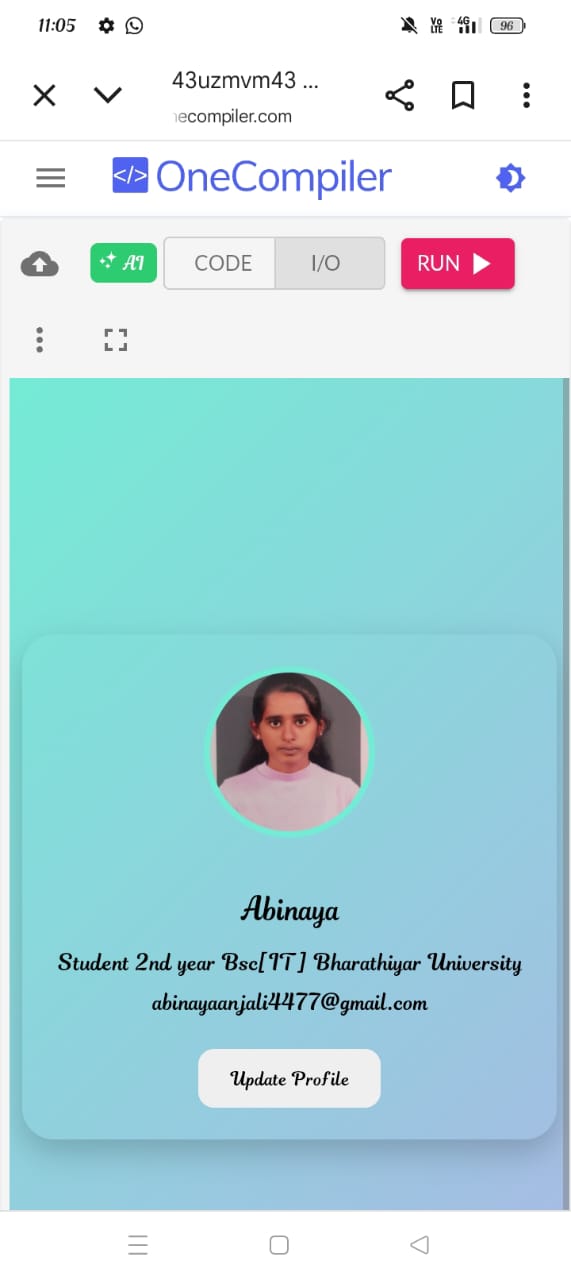 11:05
Vo LTE 4G 96
43uzmvm43 ...
ecompiler.com
</> OneCompiler
AI CODE I/O RUN
Abinaya
Student 2nd year Bsc[IT] Bharathiyar University
abinayaanjali4477@gmail.com
Update Profile